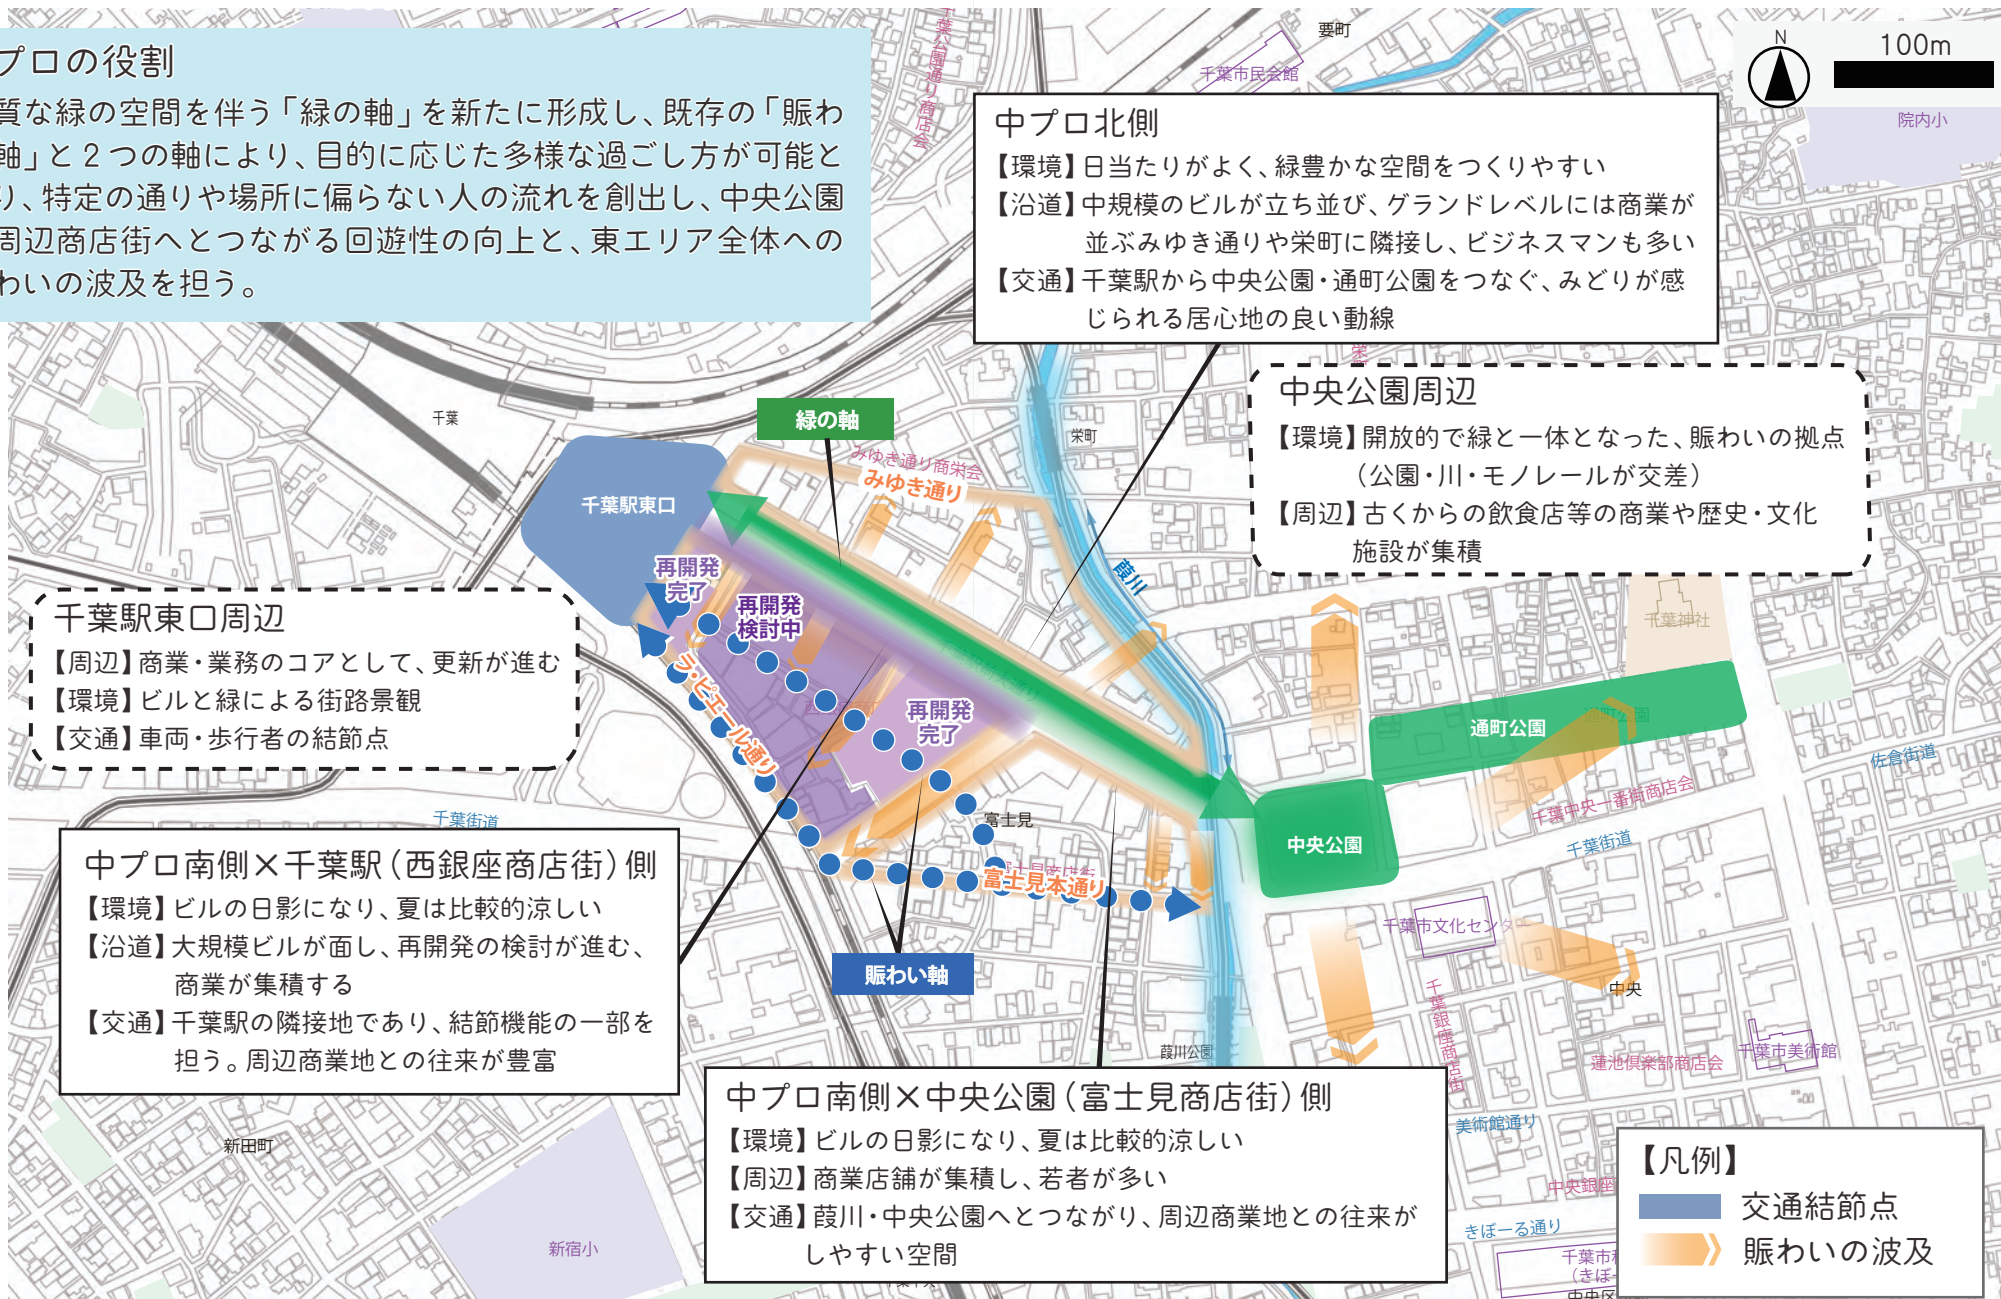 プロの役割
質な緑の空間を伴う「緑の軸」を新たに形成し、既存の「賑わ
軸」と２つの軸により、目的に応じた多様な過ごし方が可能と
り、特定の通りや場所に偏らない人の流れを創出し、中央公園
周辺商店街へとつながる回遊性の向上と、東エリア全体への
わいの波及を担う。
千葉公園通り商店会
要町
千葉市民会館
N
100m
院内小
中プロ北側
【環境】日当たりがよく、緑豊かな空間をつくりやすい
【沿道】中規模のビルが立ち並び、グランドレベルには商業が
並ぶみゆき通りや栄町に隣接し、ビジネスマンも多い
【交通】千葉駅から中央公園・通町公園をつなぐ、みどりが感
じられる居心地の良い動線
中央公園周辺
【環境】開放的で緑と一体となった、賑わいの拠点
（公園・川・モノレールが交差）
【周辺】古くからの飲食店等の商業や歴史・文化
施設が集積
千葉
緑の軸
栄町
みゆき通り商栄会
みゆき通り
千葉駅東口
葭川
再開発
完了
再開発
検討中
千葉神社
千葉駅東口周辺
【周辺】商業・業務のコアとして、更新が進む
【環境】ビルと緑による街路景観
【交通】車両・歩行者の結節点
ラ・ピエール通り
再開発
完了
通町公園
通町公園
佐倉街道
千葉中央一番街商店会
千葉街道
千葉街道
富士見
中央公園
富士見本通り
中プロ南側×千葉駅（西銀座商店街）側
【環境】ビルの日影になり、夏は比較的涼しい
【沿道】大規模ビルが面し、再開発の検討が進む、
商業が集積する
【交通】千葉駅の隣接地であり、結節機能の一部を
担う。周辺商業地との往来が豊富
賑わい軸
千葉市文化センター
中央
千葉銀座商店街
葭川公園
蓮池倶楽部商店会
千葉市美術館
中プロ南側×中央公園（富士見商店街）側
【環境】ビルの日影になり、夏は比較的涼しい
【周辺】商業店舗が集積し、若者が多い
【交通】葭川・中央公園へとつながり、周辺商業地との往来が
しやすい空間
美術館通り
新田町
新宿小
中央銀座
きぼーる通り
千葉市
（きぼ
中央区
【凡例】
交通結節点
賑わいの波及